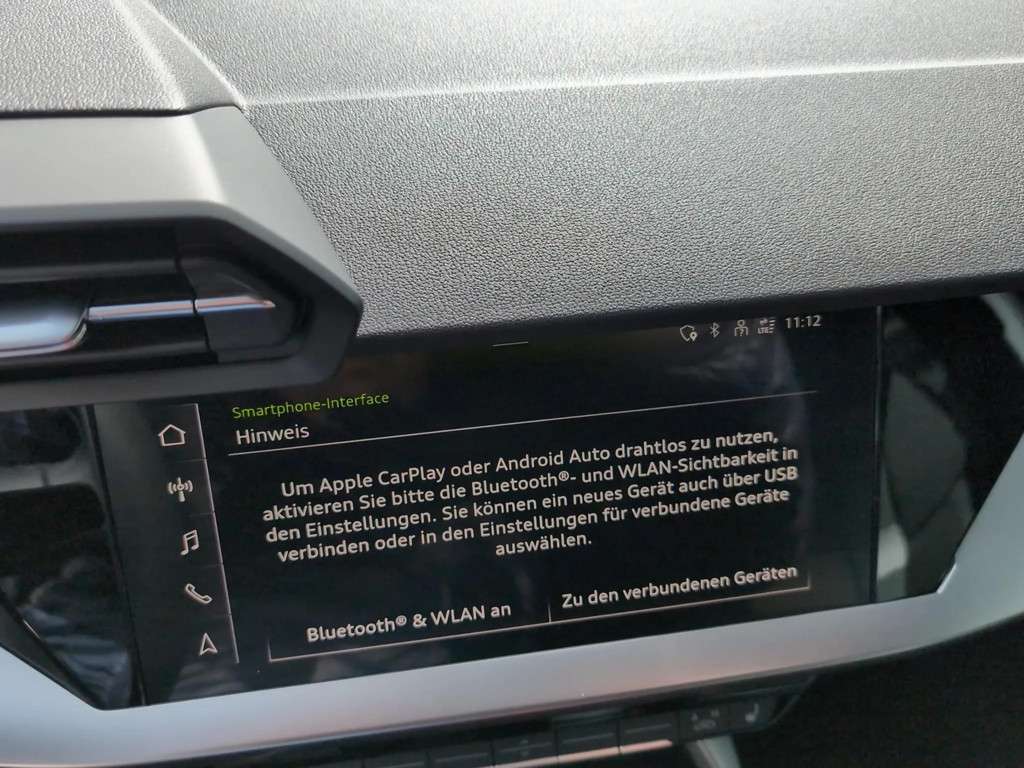 LTE
11:12
Smartphone-Interface
Hinweis
Um Apple CarPlay oder Android Auto drahtlos zu nutzen,
aktivieren Sie bitte die Bluetooth®- und WLAN-Sichtbarkeit in
den Einstellungen. Sie können ein neues Gerät auch über USB
verbinden oder in den Einstellungen für verbundene Geräte
auswählen.
Bluetooth® & WLAN an
Zu den verbundenen Geräten